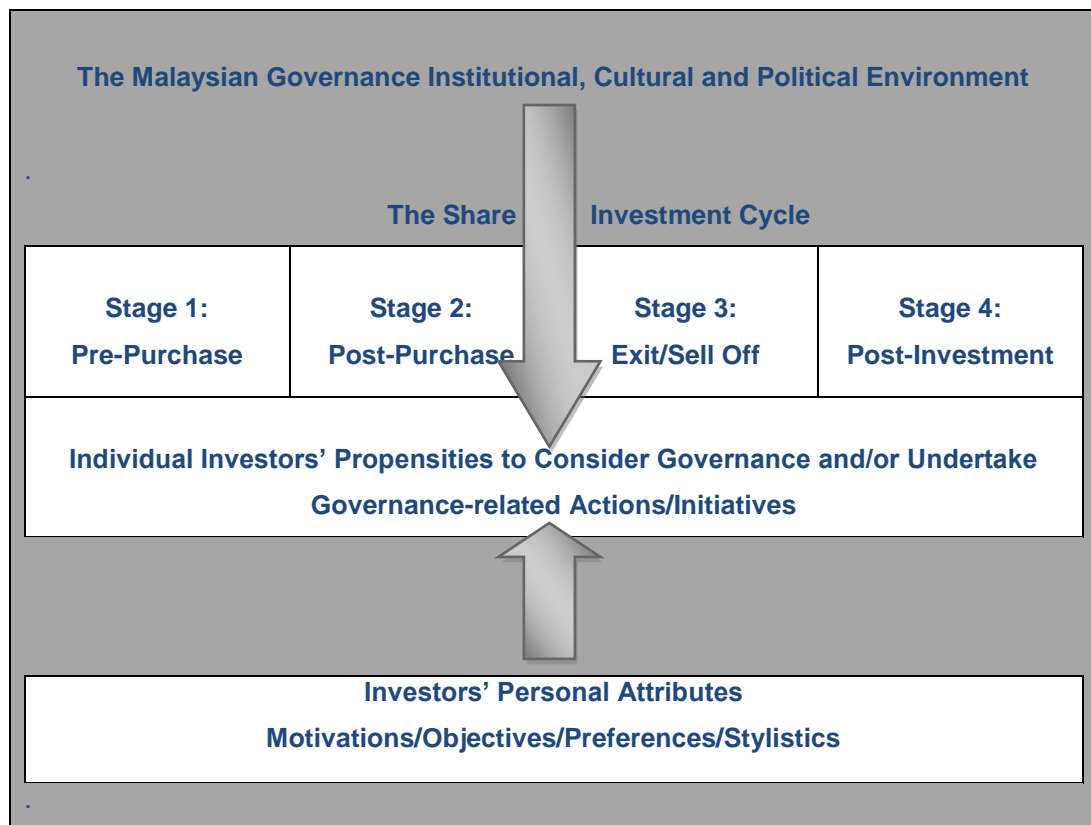 The Malaysian Governance Institutional, Cultural and Political Environment
.
The Share Investment Cycle
Stage 1:
Pre-Purchase
Stage 2:
Post-Purchase
Stage 3:
Exit/Sell Off
Stage 4:
Post-Investment
Individual Investors’ Propensities to Consider Governance and/or Undertake
Governance-related Actions/Initiatives
Investors’ Personal Attributes
Motivations/Objectives/Preferences/Stylistics
.